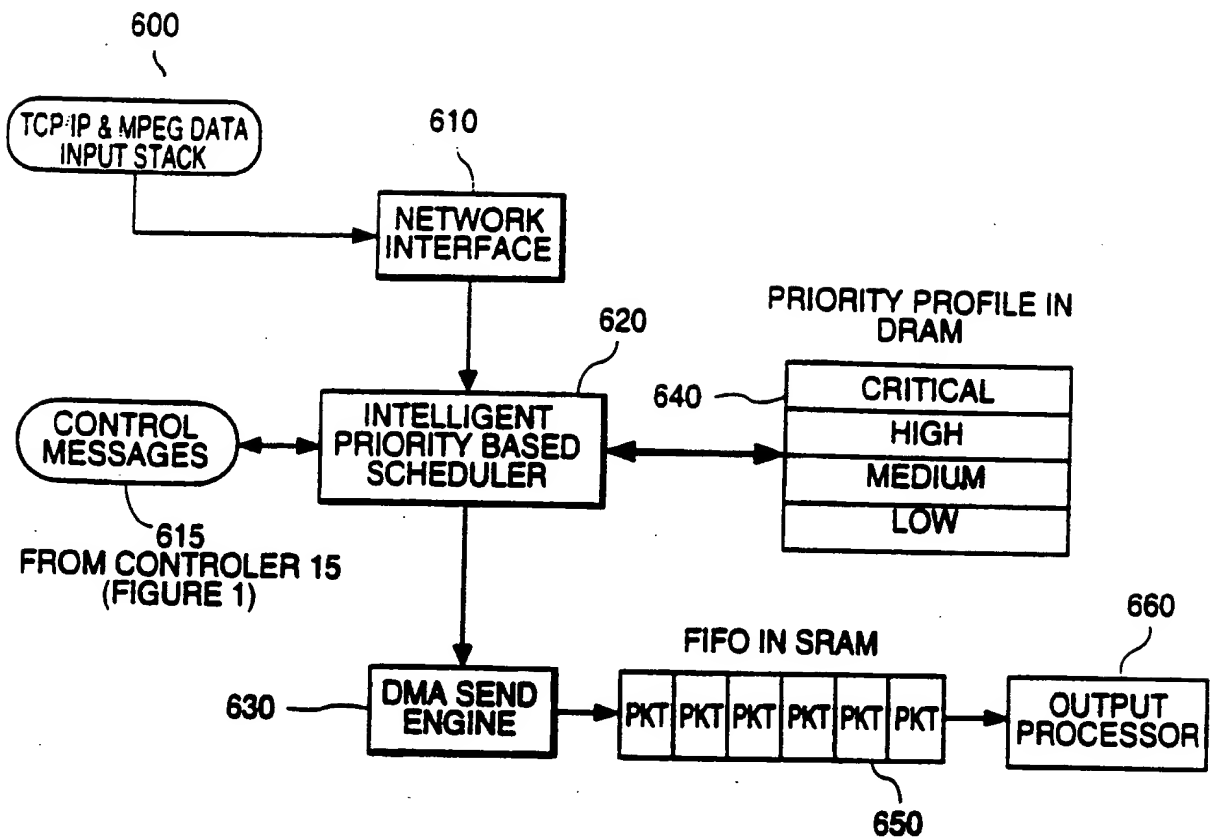 600
TCP/IP & MPEG DATA
INPUT STACK
610
NETWORK
INTERFACE
PRIORITY PROFILE IN
DRAM
620
640
CRITICAL
HIGH
MEDIUM
LOW
CONTROL
MESSAGES
INTELLIGENT
PRIORITY BASED
SCHEDULER
615
FROM CONTROLER 15
(FIGURE 1)
FIFO IN SRAM
660
630
DMA SEND
ENGINE
PKT PKT PKT PKT PKT PKT
OUTPUT
PROCESSOR
650